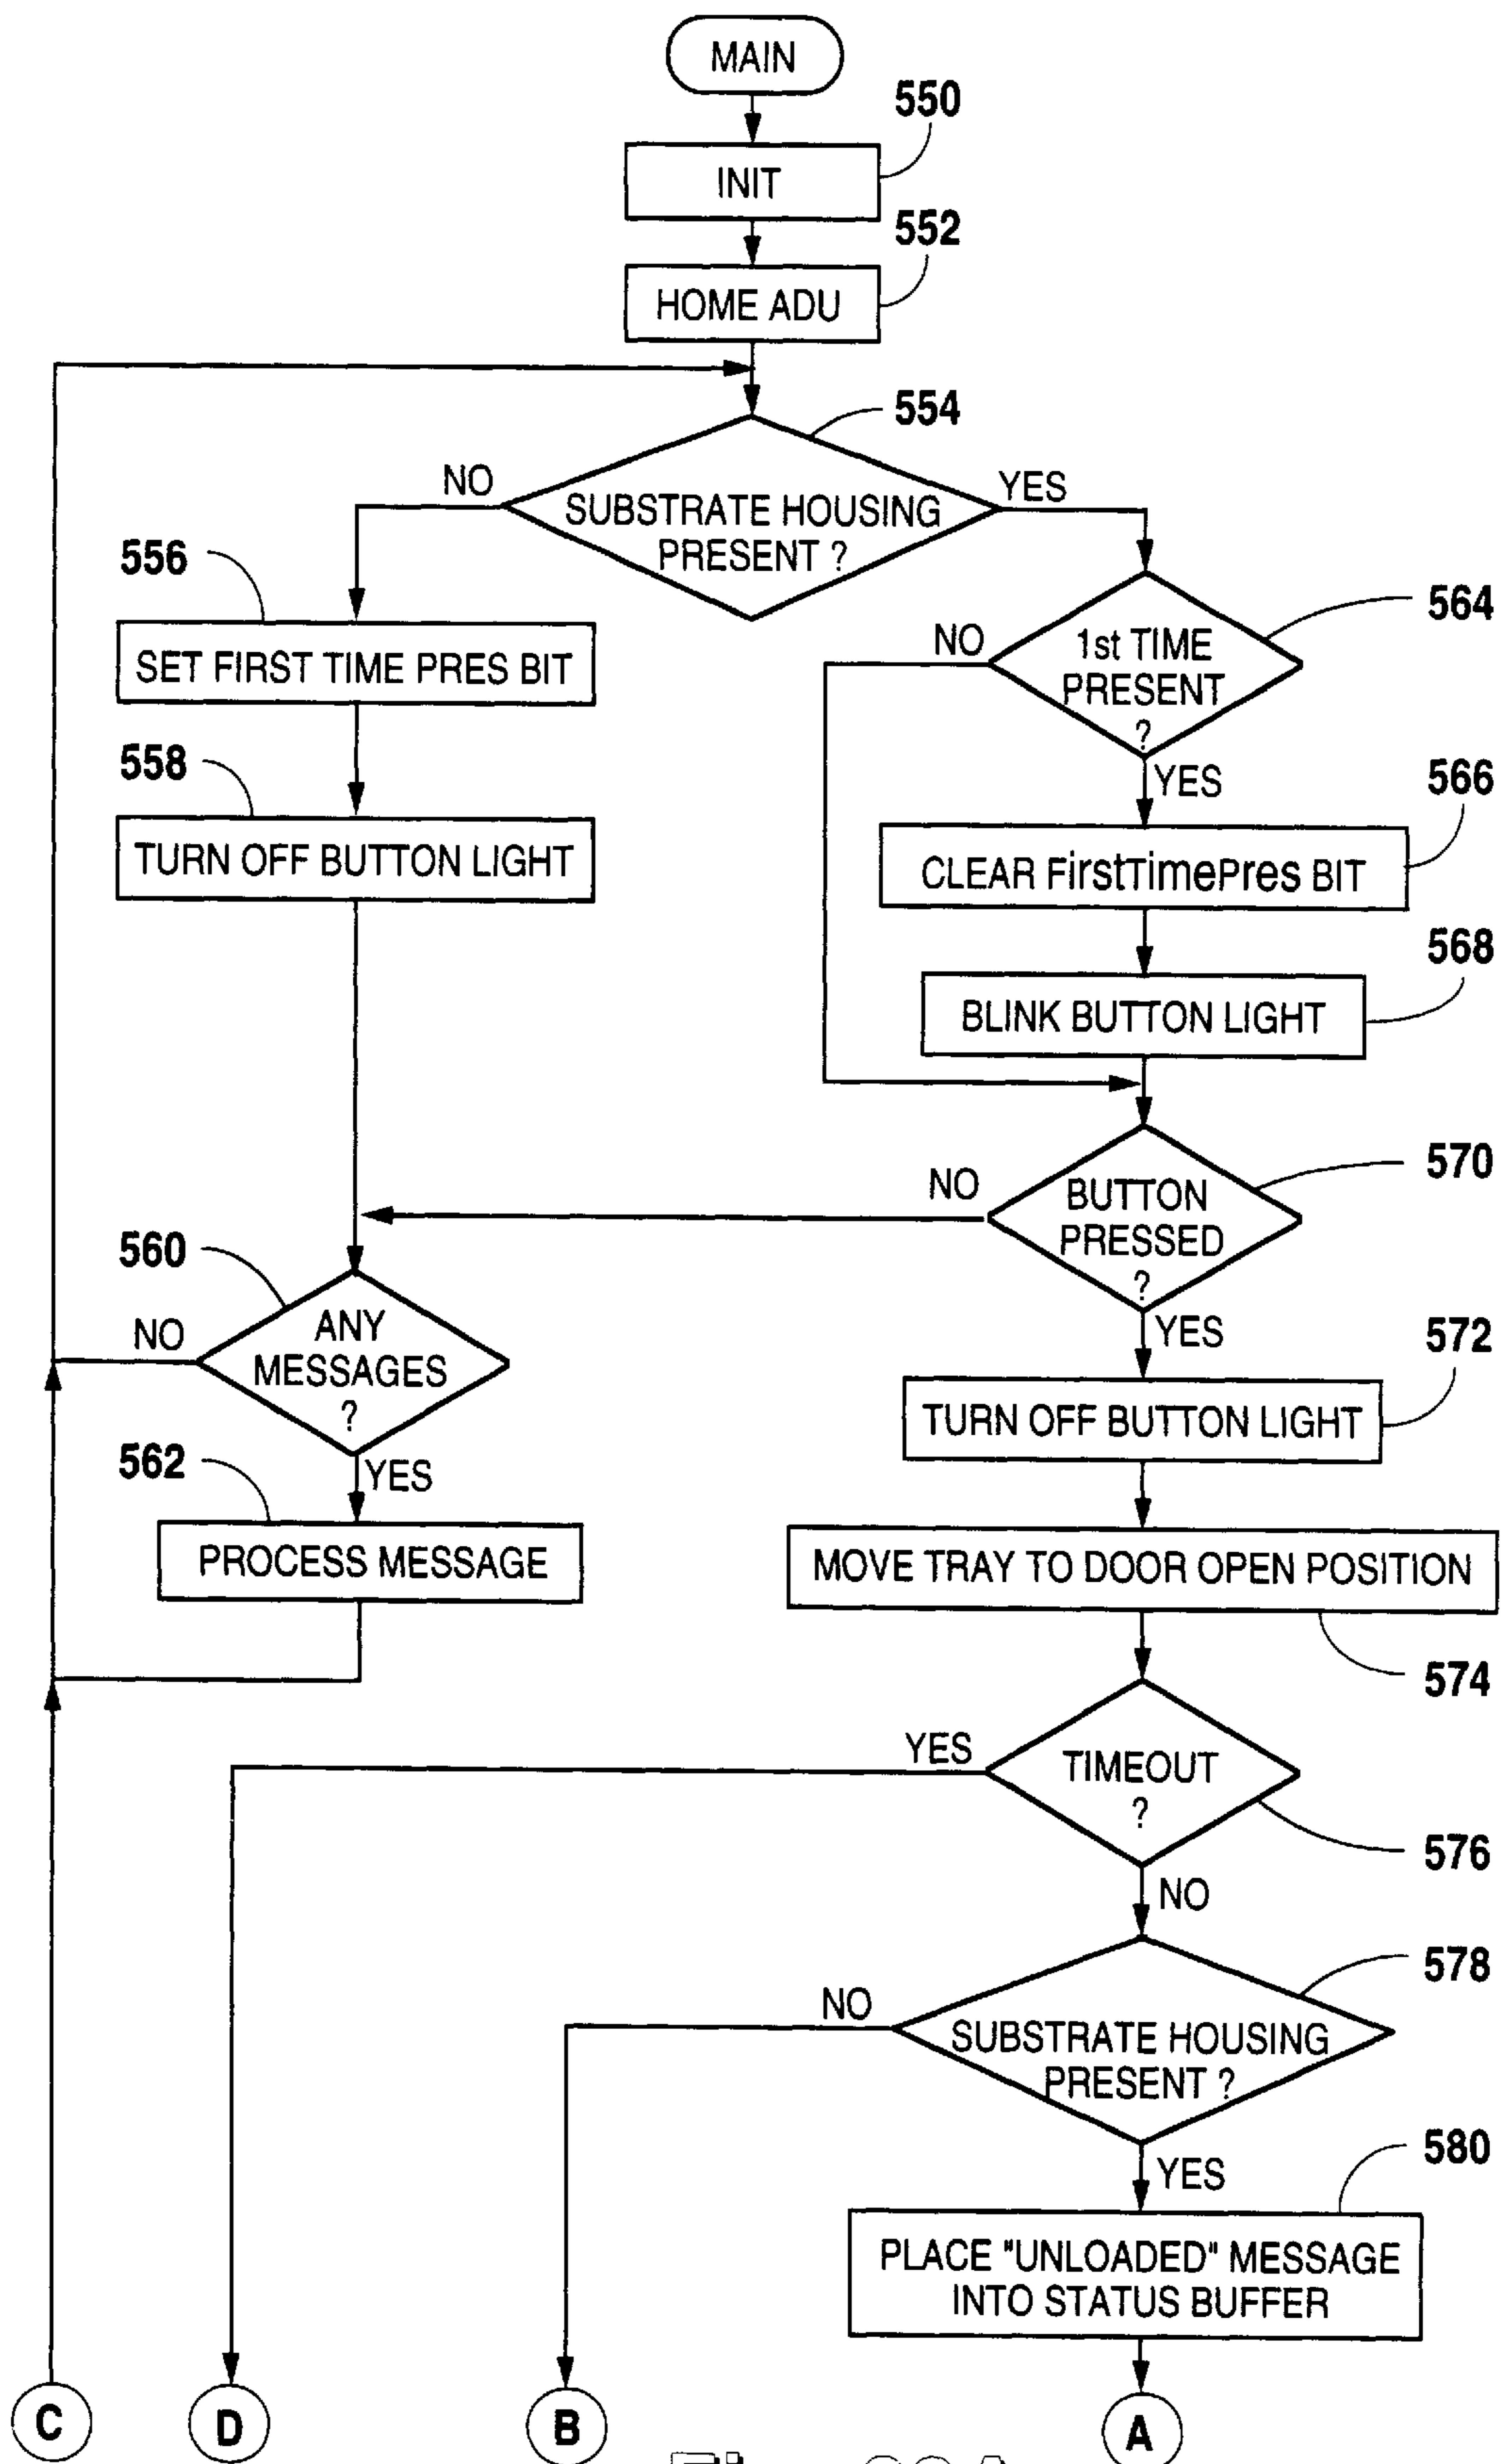 MAIN
550
INIT
552
HOME ADU
554
NO
YES
SUBSTRATE HOUSING
PRESENT ?
556
564
SET FIRST TIME PRES BIT
NO
1st TIME
PRESENT
?
YES
558
566
TURN OFF BUTTON LIGHT
CLEAR FirstTimePres BIT
568
BLINK BUTTON LIGHT
570
NO
BUTTON
PRESSED
?
YES
560
NO
ANY
MESSAGES
?
YES
572
TURN OFF BUTTON LIGHT
562
PROCESS MESSAGE
MOVE TRAY TO DOOR OPEN POSITION
574
YES
TIMEOUT
?
576
NO
578
NO
SUBSTRATE HOUSING
PRESENT ?
580
YES
PLACE "UNLOADED" MESSAGE
INTO STATUS BUFFER
C
D
B
A